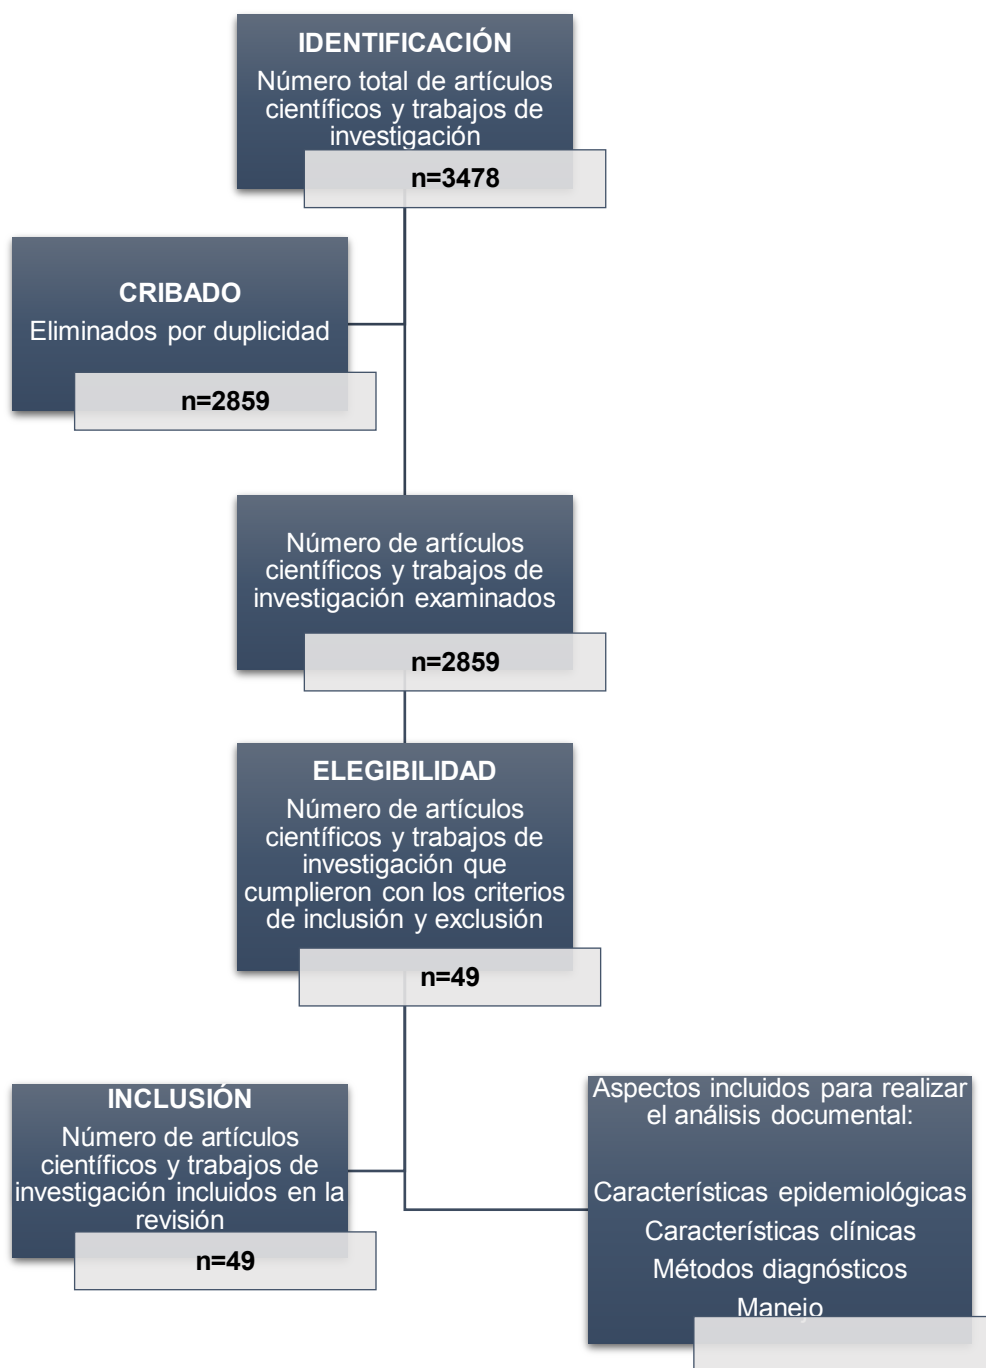 IDENTIFICACIÓN
Número total de artículos
científicos y trabajos de
investigación
n=3478
CRIBADO
Eliminados por duplicidad
n=2859
Número de artículos
científicos y trabajos de
investigación examinados
n=2859
ELEGIBILIDAD
Número de artículos
científicos y trabajos de
investigación que
cumplieron con los criterios
de inclusión y exclusión
n=49
INCLUSIÓN
Número de artículos
científicos y trabajos de
investigación incluidos en la
revisión
n=49
Aspectos incluidos para realizar
el análisis documental:
Características epidemiológicas
Características clínicas
Métodos diagnósticos
Manejo